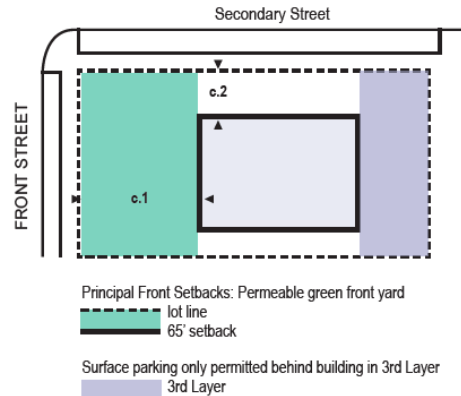 Secondary Street
FRONT STREET
c.2
c.1
Principal Front Setbacks: Permeable green front yard
lot line
65' setback
Surface parking only permitted behind building in 3rd Layer
3rd Layer